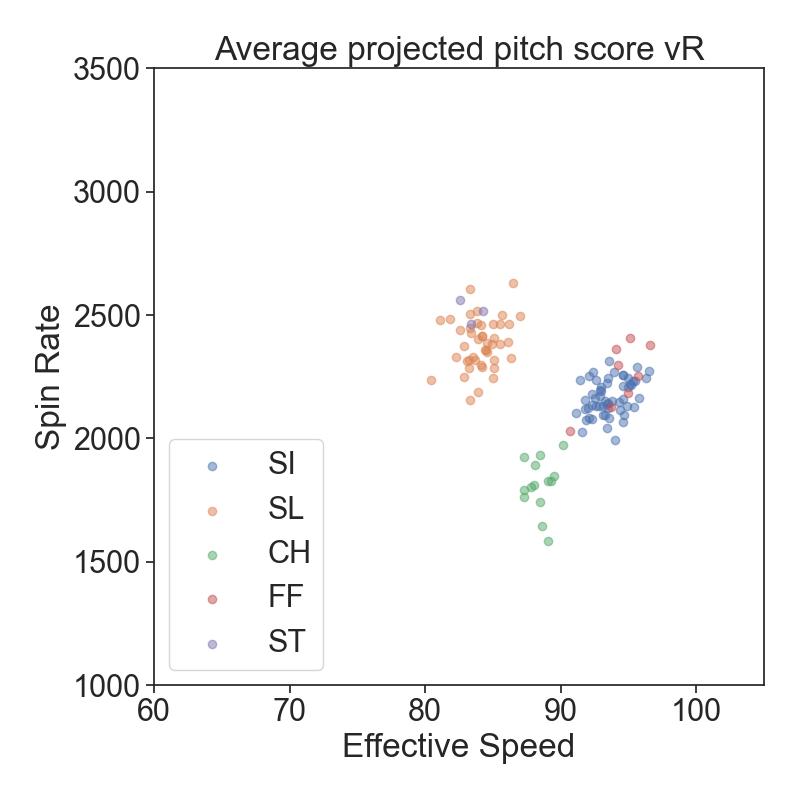 Average projected pitch score vR
3500
3000
2500
2000
1500
1000
Spin Rate
SI
SL
CH
FF
ST
60
70
80
90
100
Effective Speed